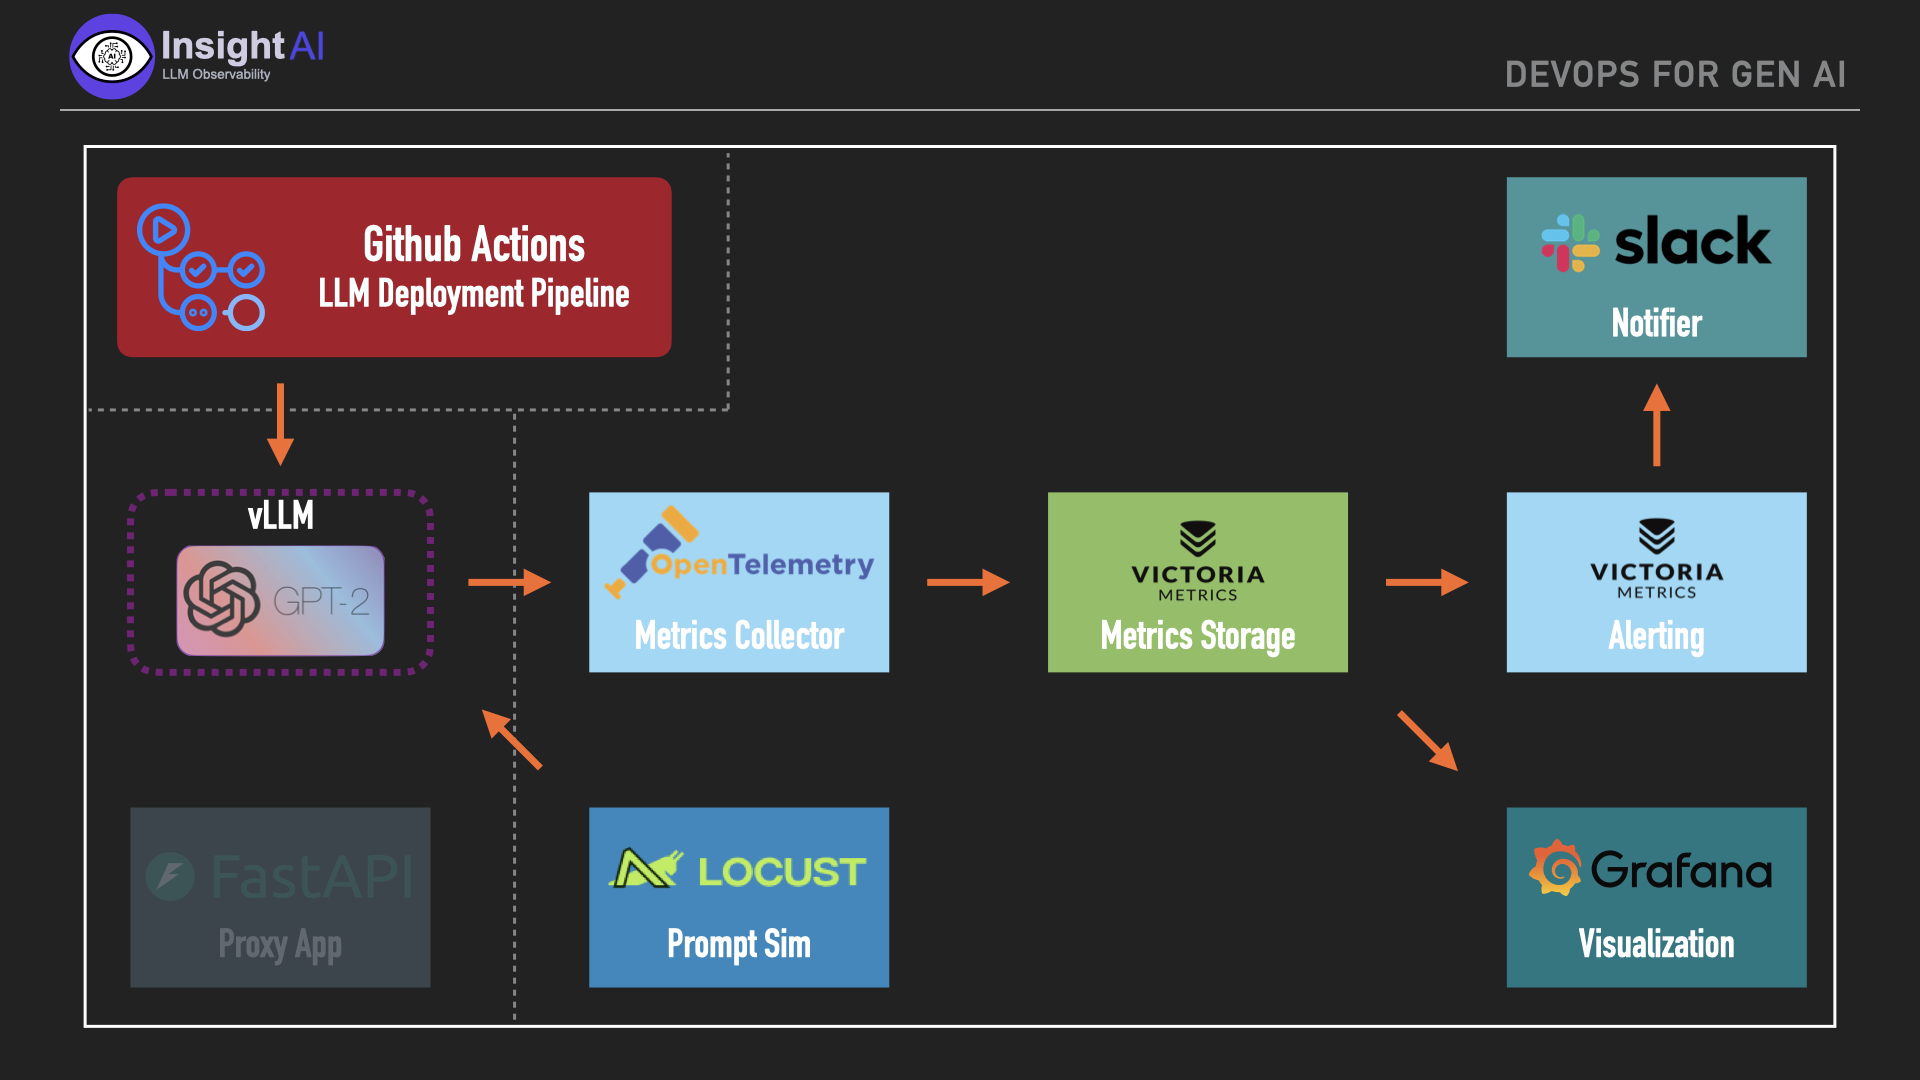 Insight AI
LLM Observability
DEVOPS FOR GEN AI
Github Actions
LLM Deployment Pipeline
slack
Notifier
vLLM
GPT-2
OpenTelemetry
Metrics Collector
VICTORIA
METRICS
Metrics Storage
VICTORIA
METRICS
Alerting
FastAPI
Proxy App
LOCUST
Prompt Sim
Grafana
Visualization
AI